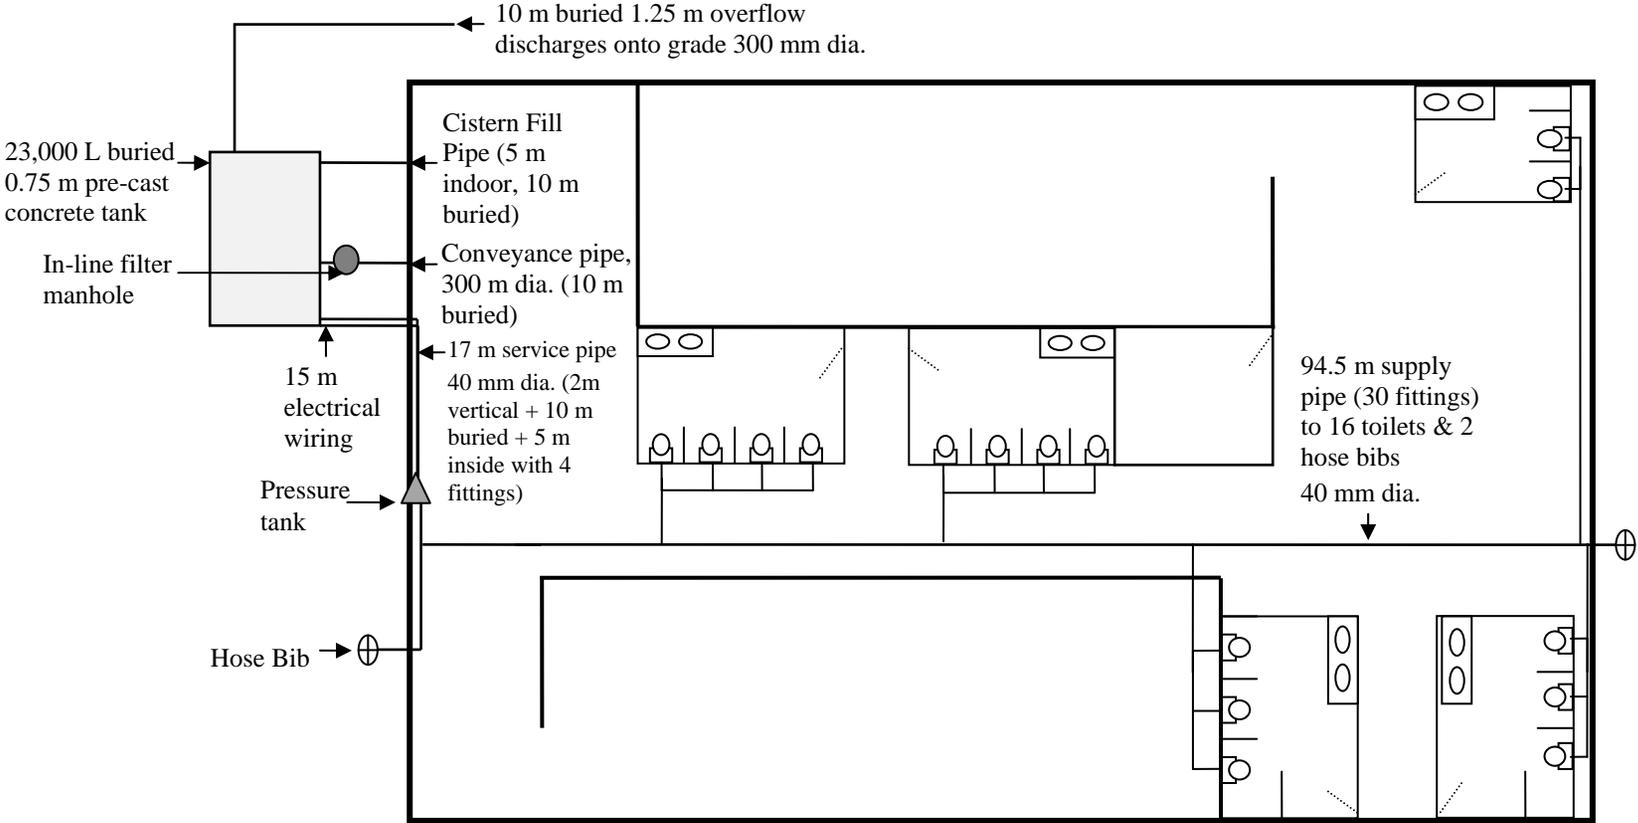 10 m buried 1.25 m overflow
discharges onto grade 300 mm dia.
23,000 L buried
0.75 m pre-cast
concrete tank
Cistern Fill
Pipe (5 m
indoor, 10 m
buried)
In-line filter
manhole
Conveyance pipe,
300 m dia. (10 m
buried)
17 m service pipe
40 mm dia. (2m
vertical + 10 m
buried + 5 m
inside with 4
fittings)
15 m
electrical
wiring
94.5 m supply
pipe (30 fittings)
to 16 toilets & 2
hose bibs
40 mm dia.
Pressure
tank
Hose Bib